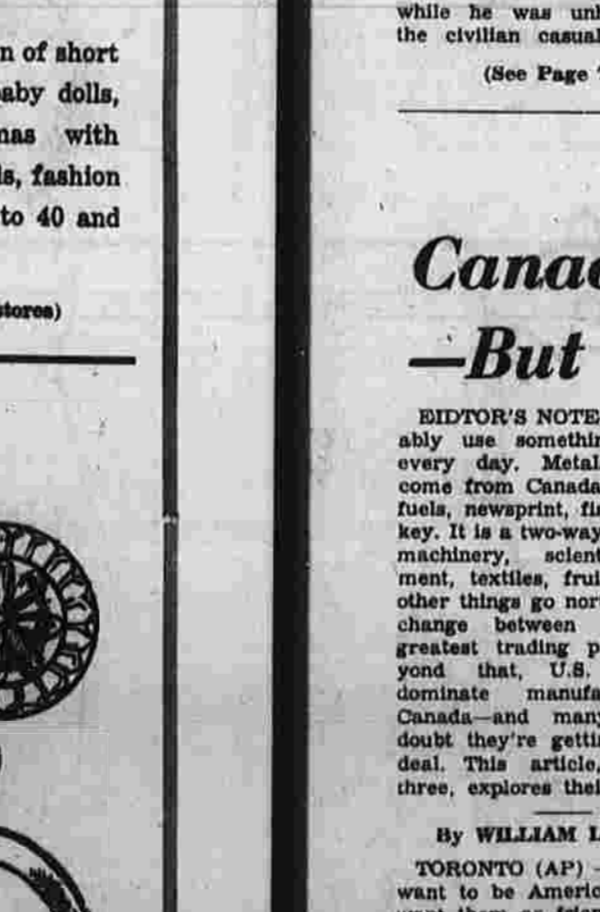 n of short
aby dolls,
mas with
s, fashion
to 40 and
stores)
while he was unh
the civilian casual
(See Page
Canad
—But
EIDTOR'S NOTE
ably use somethin
every day. Metal
come from Canada
fuels, newsprint, fi
key. It is a two-way
machinery, scient
ment, textiles, frui
other things go nor
change between
greatest trading p
yond that, U.S.
dominate manufa
Canada—and many
doubt they're getti
deal. This article,
three, explores thei
By WILLIAM L
TORONTO (AP) -
want to be Americ